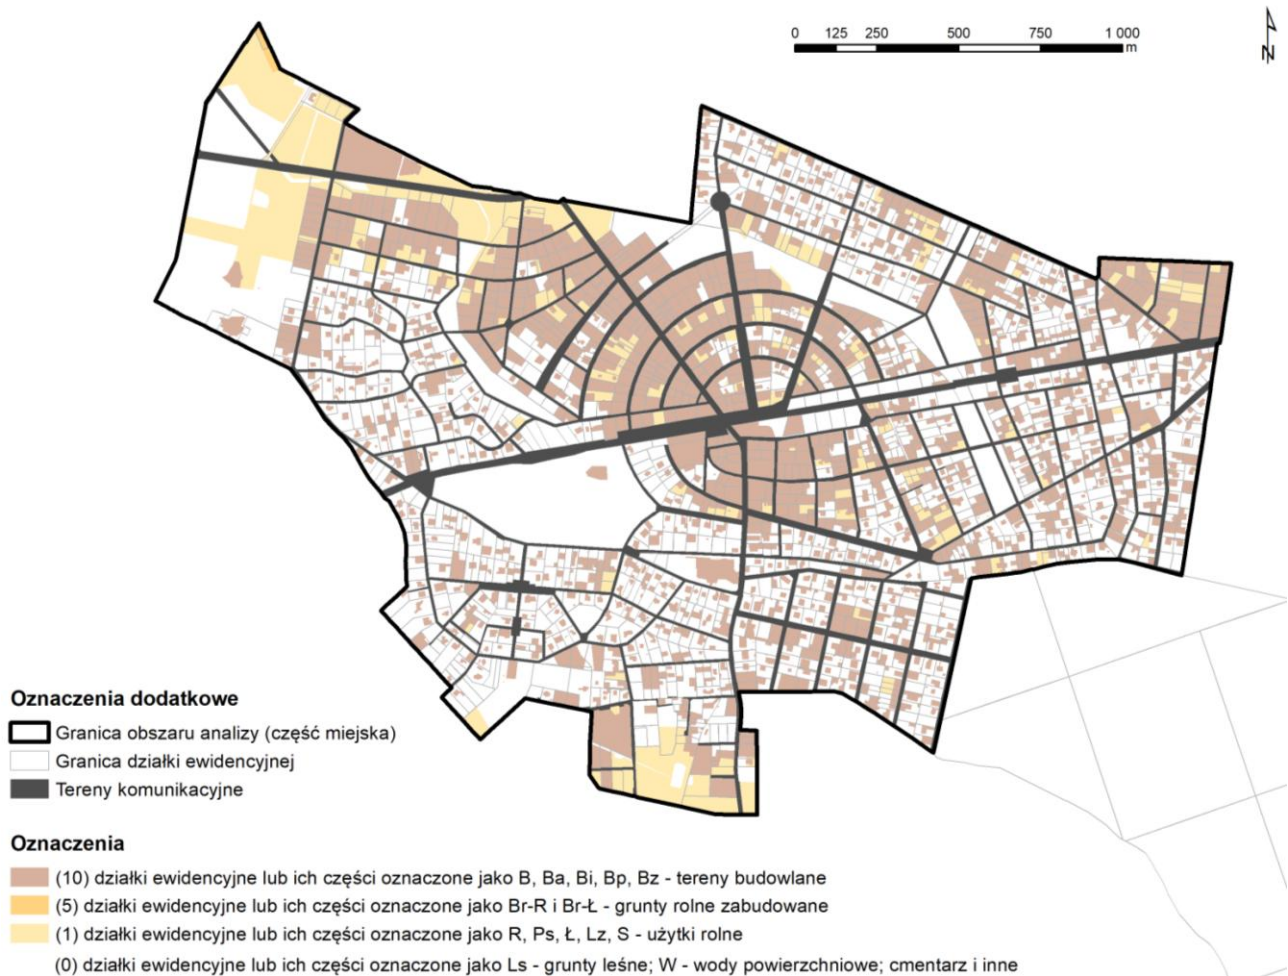 0 125 250 500 750 1 000
m
N
Oznaczenia dodatkowe
Granica obszaru analizy (część miejska)
Granica działki ewidencyjnej
Tereny komunikacyjne
Oznaczenia
(10) działki ewidencyjne lub ich części oznaczone jako B, Ba, Bi, Bp, Bz - tereny budowlane
(5) działki ewidencyjne lub ich części oznaczone jako Br-R i Br-Ł - grunty rolne zabudowane
(1) działki ewidencyjne lub ich części oznaczone jako R, Ps, Ł, Lz, S - użytki rolne
(0) działki ewidencyjne lub ich części oznaczone jako Ls - grunty leśne; W - wody powierzchniowe; cmentarz i inne